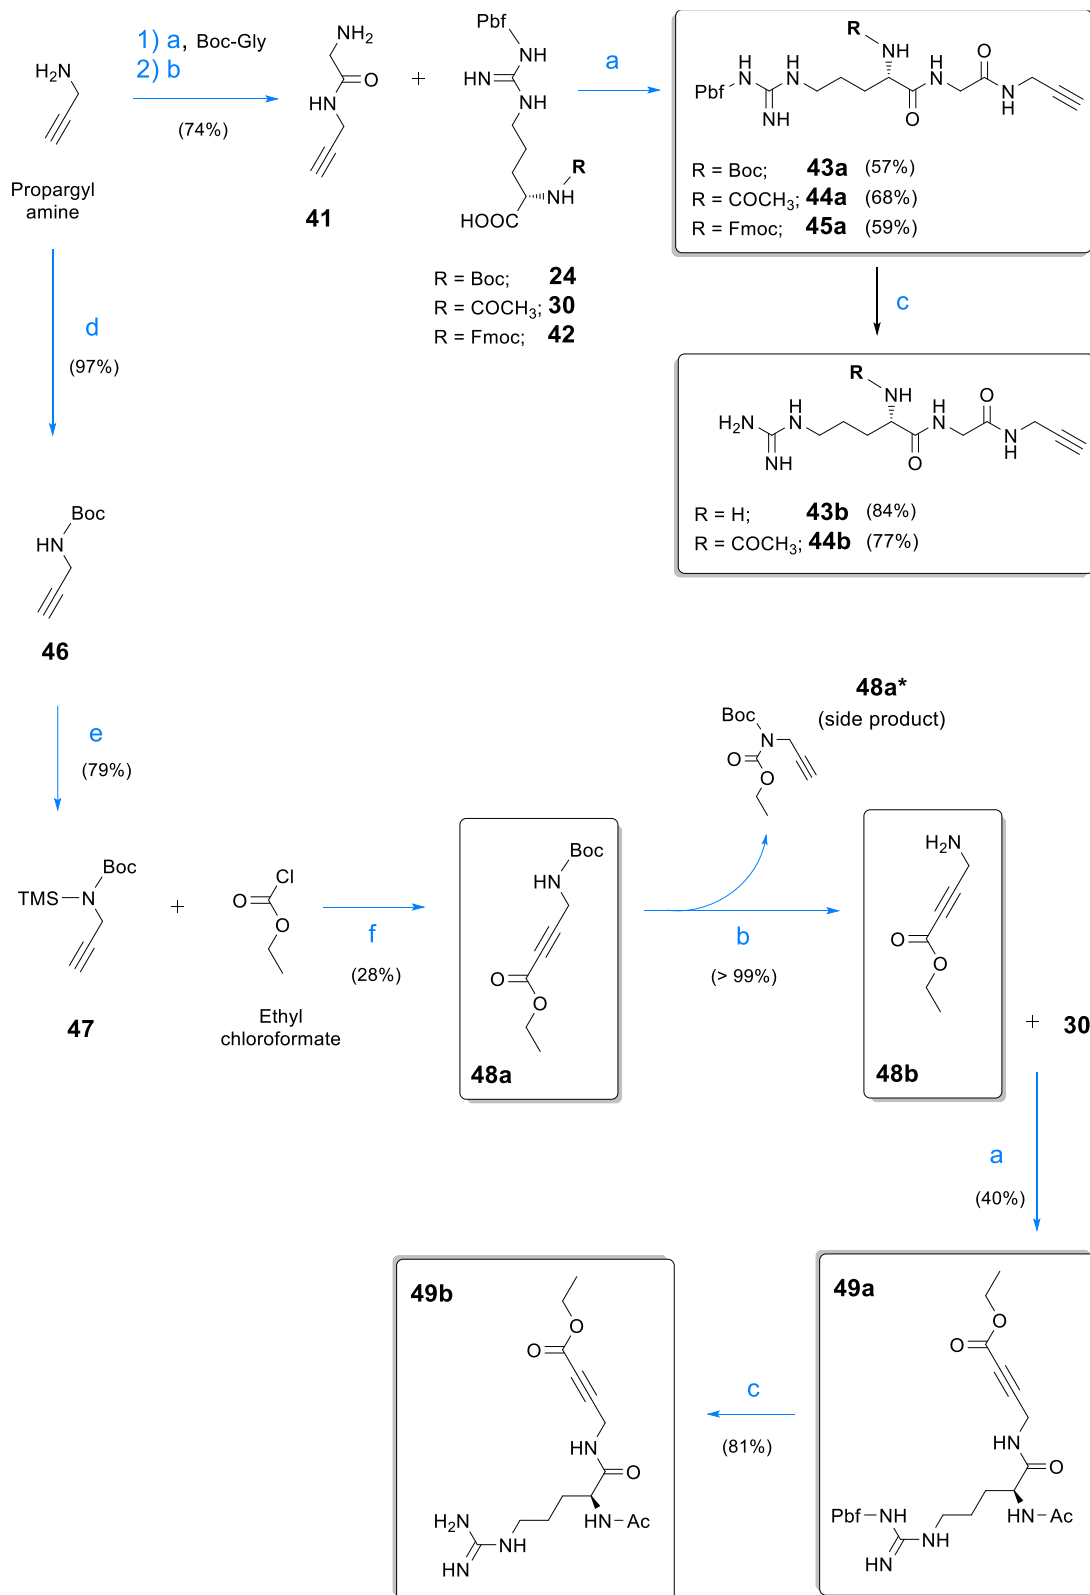 1) a, Boc-Gly
2) b
(74%)
H₂N
Propargyl
amine
NH₂
O
HN
41
+
Pbf
NH
HN
NH
R
NH
HOOC
R = Boc; 24
R = COCH₃; 30
R = Fmoc; 42
a
R
NH
H
N
O
NH
H
N
Pbf
NH
O
N
H
R = Boc; 43a (57%)
R = COCH₃; 44a (68%)
R = Fmoc; 45a (59%)
c
R
NH
H
N
O
H₂N
H
N
NH
O
N
H
R = H; 43b (84%)
R = COCH₃; 44b (77%)
d
(97%)
Boc
HN
46
e
(79%)
Boc
TMS
N
47
+
Cl
O
O
Ethyl
chloroformate
f
(28%)
Boc
HN
O
O
48a
48a*
(side product)
Boc
N
O
O
b
(> 99%)
H₂N
O
O
48b
+ 30
a
(40%)
49a
O
O
HN
O
Pbf
NH
HN
Ac
NH
HN
c
(81%)
49b
O
O
HN
O
H₂N
HN
Ac
NH
HN